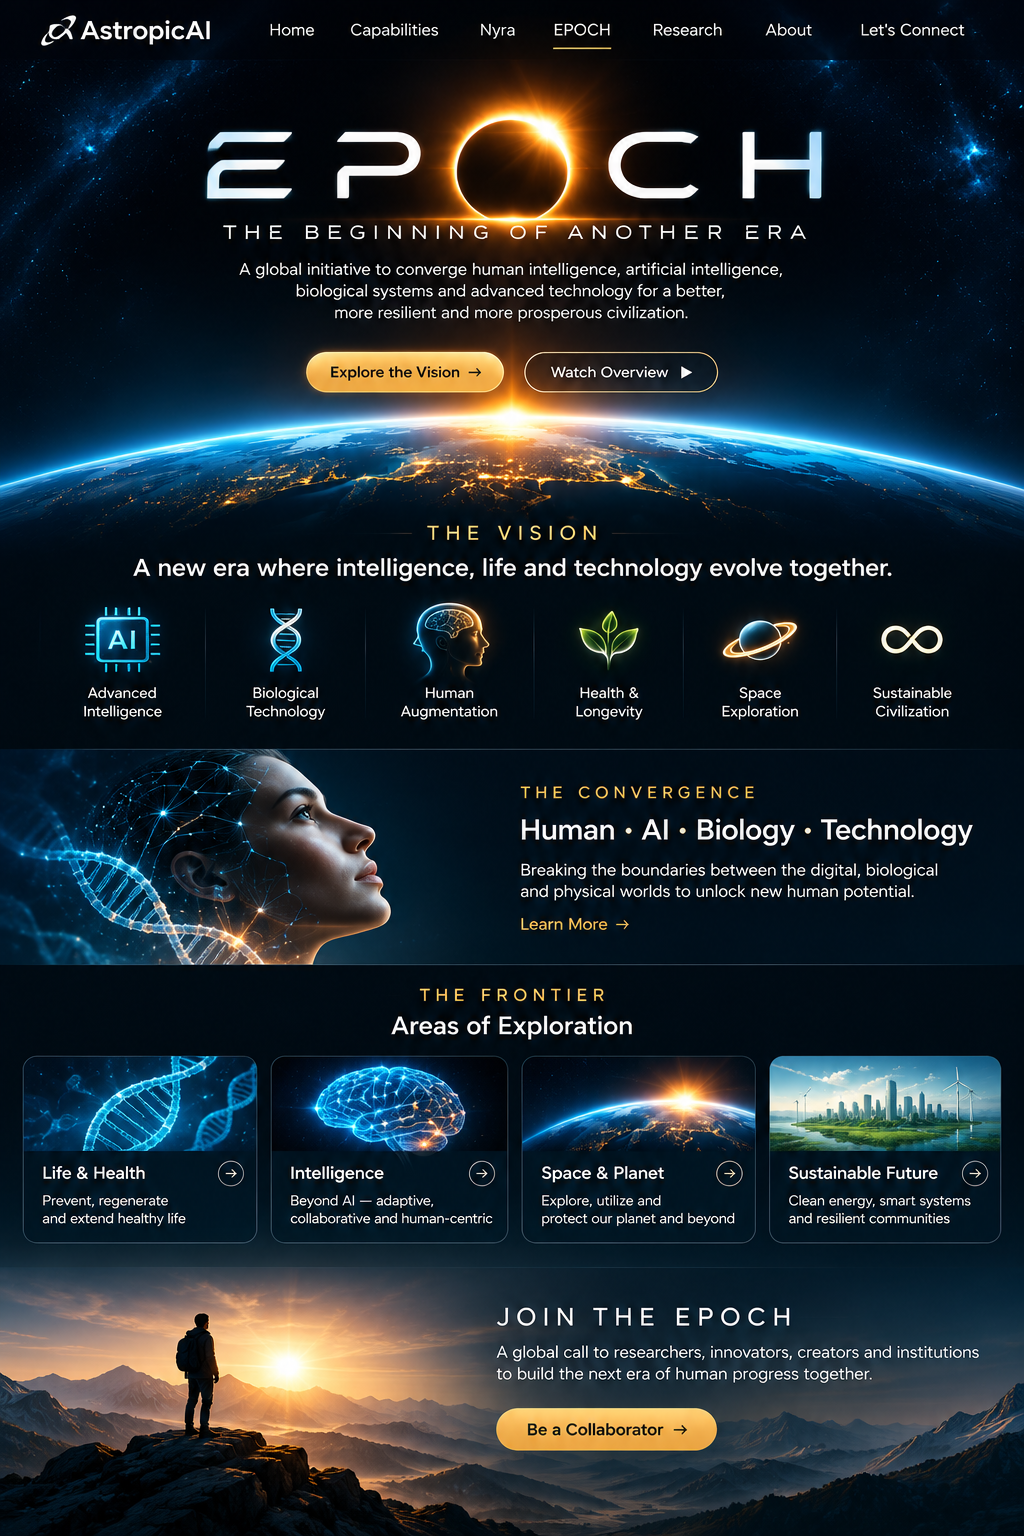 AstropicAI
Home
Capabilities
Nyra
EPOCH
Research
About
Let's Connect
EPOCH
THE BEGINNING OF ANOTHER ERA
A global initiative to converge human intelligence, artificial intelligence,
biological systems and advanced technology for a better,
more resilient and more prosperous civilization.
Explore the Vision →
Watch Overview ▶
THE VISION
A new era where intelligence, life and technology evolve together.
AI
Advanced
Intelligence
Biological
Technology
Human
Augmentation
Health &
Longevity
Space
Exploration
Sustainable
Civilization
THE CONVERGENCE
Human • AI • Biology • Technology
Breaking the boundaries between the digital, biological
and physical worlds to unlock new human potential.
Learn More →
THE FRONTIER
Areas of Exploration
Life & Health
Prevent, regenerate
and extend healthy life
Intelligence
Beyond AI — adaptive,
collaborative and human-centric
Space & Planet
Explore, utilize and
protect our planet and beyond
Sustainable Future
Clean energy, smart systems
and resilient communities
JOIN THE EPOCH
A global call to researchers, innovators, creators and institutions
to build the next era of human progress together.
Be a Collaborator →